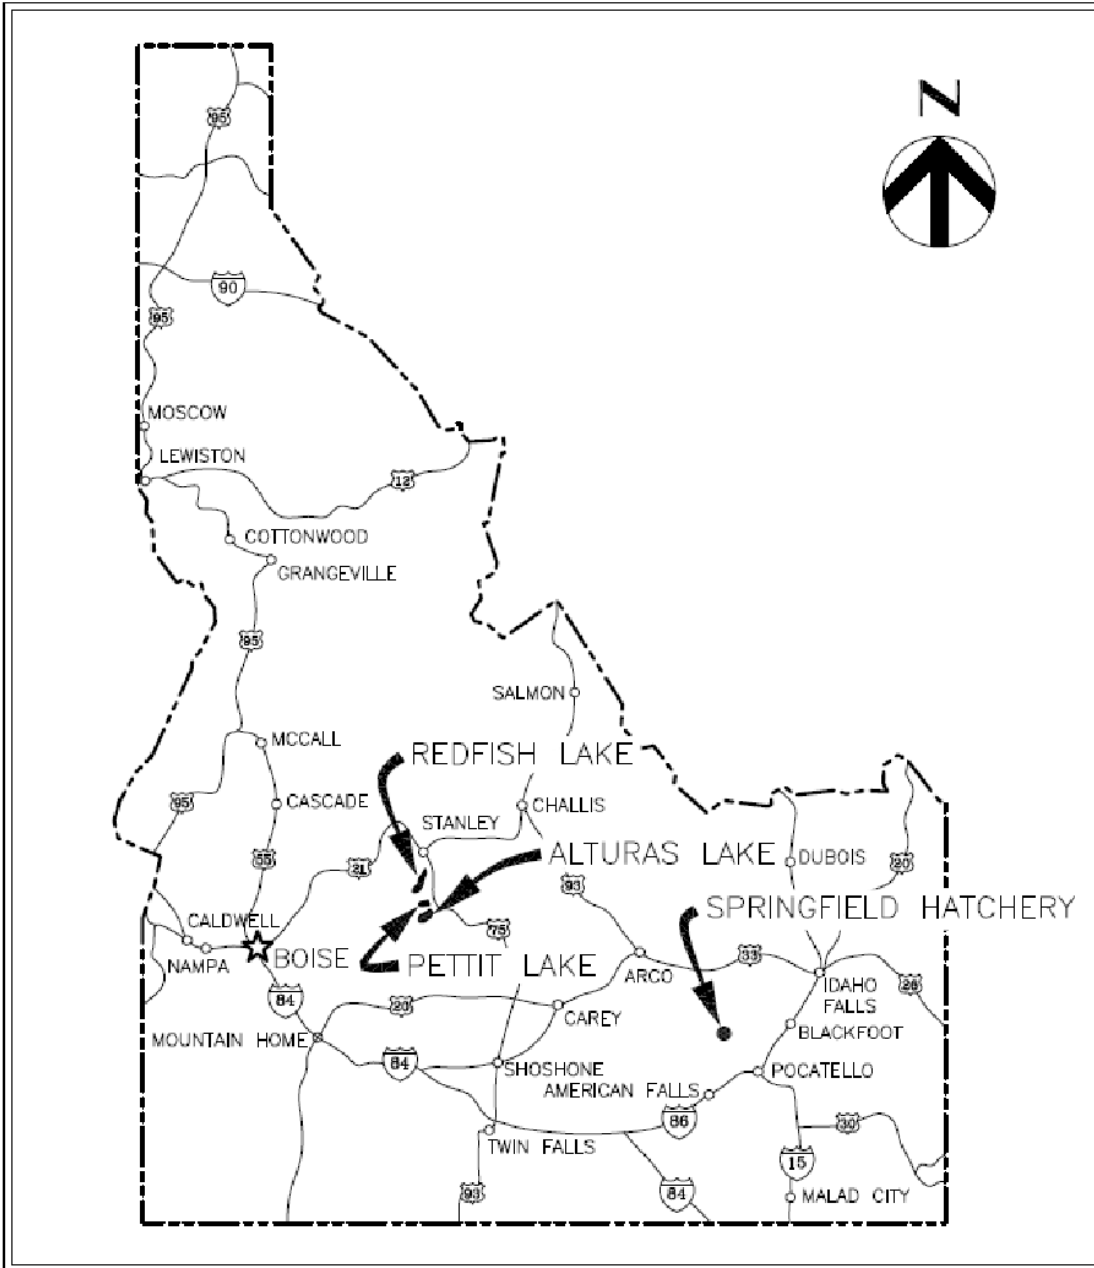 N
95
90
95
MOSCOW
LEWISTON
12
COTTONWOOD
GRANGEVILLE
95
SALMON
MCCALL
REDFISH LAKE
95
CASCADE
CHALLIS
STANLEY
55
21
ALTURAS LAKE
DUBOIS
20
93
SPRINGFIELD HATCHERY
CALDWELL
75
NAMPA
BOISE
PETTIT LAKE
ARCO
33
IDAHO
FALLS
26
84
20
CAREY
BLACKFOOT
MOUNTAIN HOME
84
SHOSHONE
POCATELLO
AMERICAN FALLS
86
30
TWIN FALLS
15
93
84
MALAD CITY